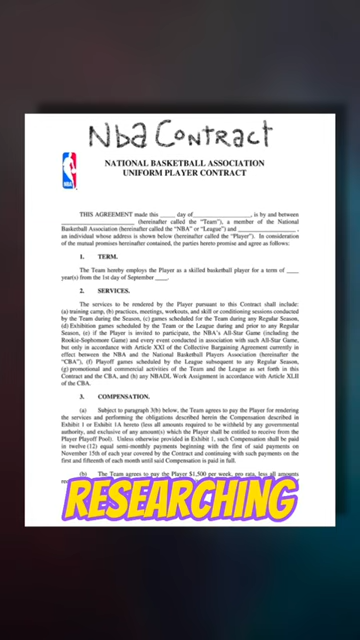 Nba Contract
NATIONAL BASKETBALL ASSOCIATION
UNIFORM PLAYER CONTRACT
NBA
THIS AGREEMENT made this ____ day of ____________, is by and between
____________________ (hereinafter called the "Team"), a member of the National
Basketball Association (hereinafter called the "NBA" or "League") and ____________________,
an individual whose address is shown below (hereinafter called the "Player"). In consideration
of the mutual promises hereinafter contained, the parties hereto promise and agree as follows:
1. TERM.
The Team hereby employs the Player as a skilled basketball player for a term of ____
year(s) from the 1st day of September ____.
2. SERVICES.
The services to be rendered by the Player pursuant to this Contract shall include:
(a) training camp, (b) practices, meetings, workouts, and skill or conditioning sessions conducted
by the Team during the Season, (c) games scheduled for the Team during any Regular Season,
(d) Exhibition games scheduled by the Team or the League during and prior to any Regular
Season, (e) if the Player is invited to participate, the NBA's All-Star Game (including the
Rookie-Sophomore Game) and every event conducted in association with such All-Star Game,
but only in accordance with Article XXI of the Collective Bargaining Agreement currently in
effect between the NBA and the National Basketball Players Association (hereinafter the
"CBA"), (f) Playoff games scheduled by the League subsequent to any Regular Season,
(g) promotional and commercial activities of the Team and the League as set forth in this
Contract and the CBA, and (h) any NBADL Work Assignment in accordance with Article XLII
of the CBA.
3. COMPENSATION.
(a) Subject to paragraph 3(b) below, the Team agrees to pay the Player for rendering
the services and performing the obligations described herein the Compensation described in
Exhibit 1 or Exhibit 1A hereto (less all amounts required to be withheld by any governmental
authority, and exclusive of any amount(s) which the Player shall be entitled to receive from the
Player Playoff Pool). Unless otherwise provided in Exhibit 1, such Compensation shall be paid
in twelve (12) equal semi-monthly payments beginning with the first of said payments on
November 15th of each year covered by the Contract and continuing with such payments on the
first and fifteenth of each month until said Compensation is paid in full.
(b) The Team agrees to pay the Player $1,500 per week, pro rata, less all amounts
RESEARCHING